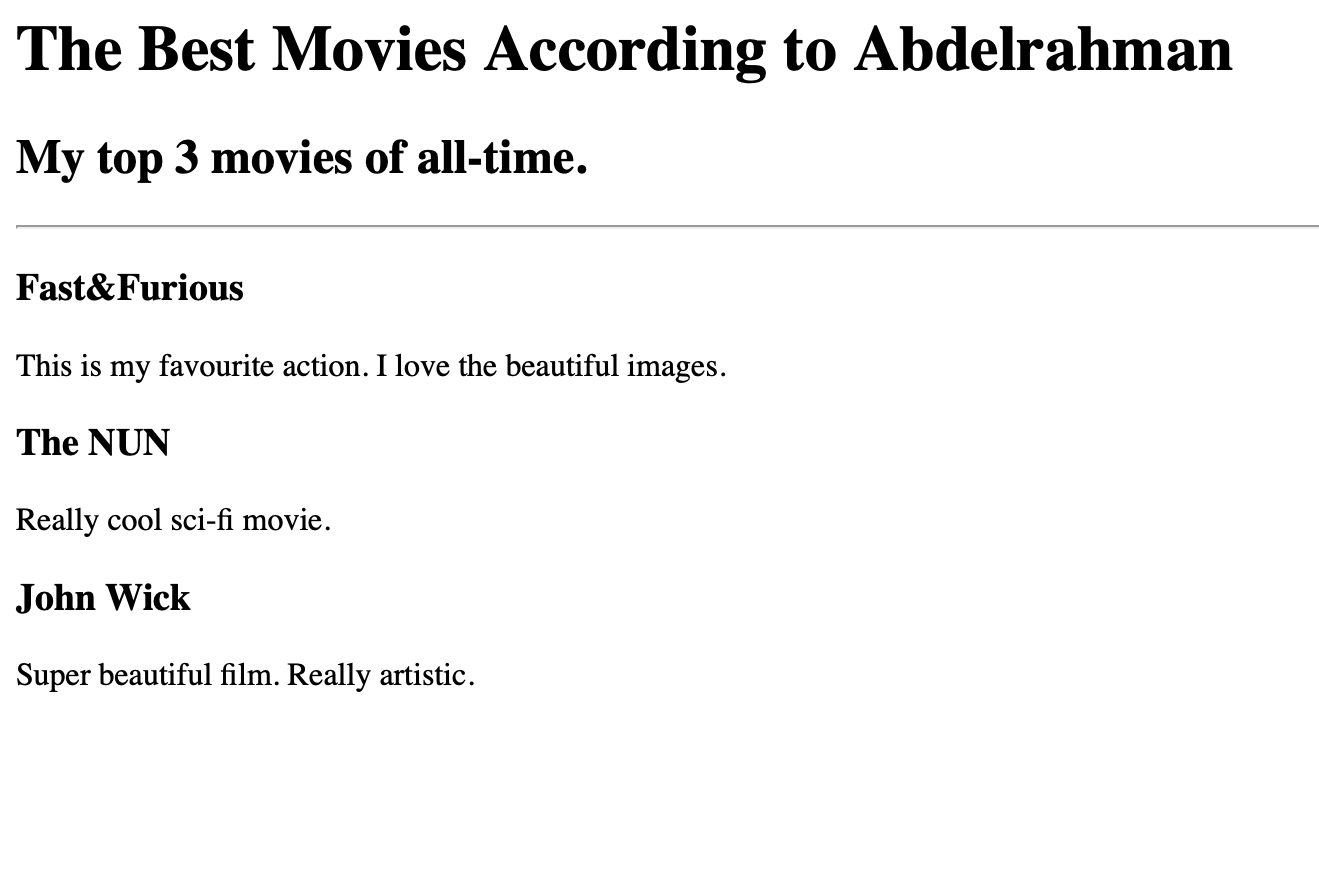 The Best Movies According to Abdelrahman
My top 3 movies of all-time.
Fast&Furious
This is my favourite action. I love the beautiful images.
The NUN
Really cool sci-fi movie.
John Wick
Super beautiful film. Really artistic.